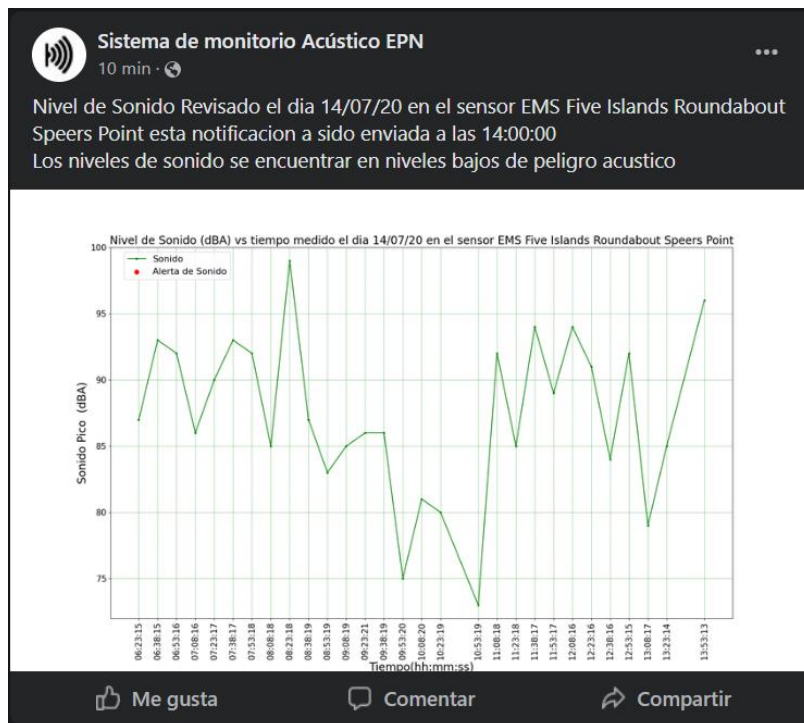 Sistema de monitorio Acústico EPN
10 min ·
Nivel de Sonido Revisado el dia 14/07/20 en el sensor EMS Five Islands Roundabout
Speers Point esta notificacion a sido enviada a las 14:00:00
Los niveles de sonido se encuentrar en niveles bajos de peligro acustico
Nivel de Sonido (dBA) vs tiempo medido el dia 14/07/20 en el sensor EMS Five Islands Roundabout Speers Point
Sonido
Alerta de Sonido
100
95
90
85
80
75
Sonido Pico (dBA)
06:23:15
06:38:15
06:53:16
07:08:16
07:23:17
07:38:17
07:53:18
08:08:18
08:23:18
08:38:19
08:53:19
09:08:19
09:23:21
09:38:19
09:53:20
10:08:20
10:23:19
10:53:19
11:08:18
11:23:18
11:38:17
11:53:17
12:08:16
12:23:16
12:38:16
12:53:15
13:08:17
13:23:14
13:53:13
Tiempo(hh:mm:ss)
Me gusta
Comentar
Compartir